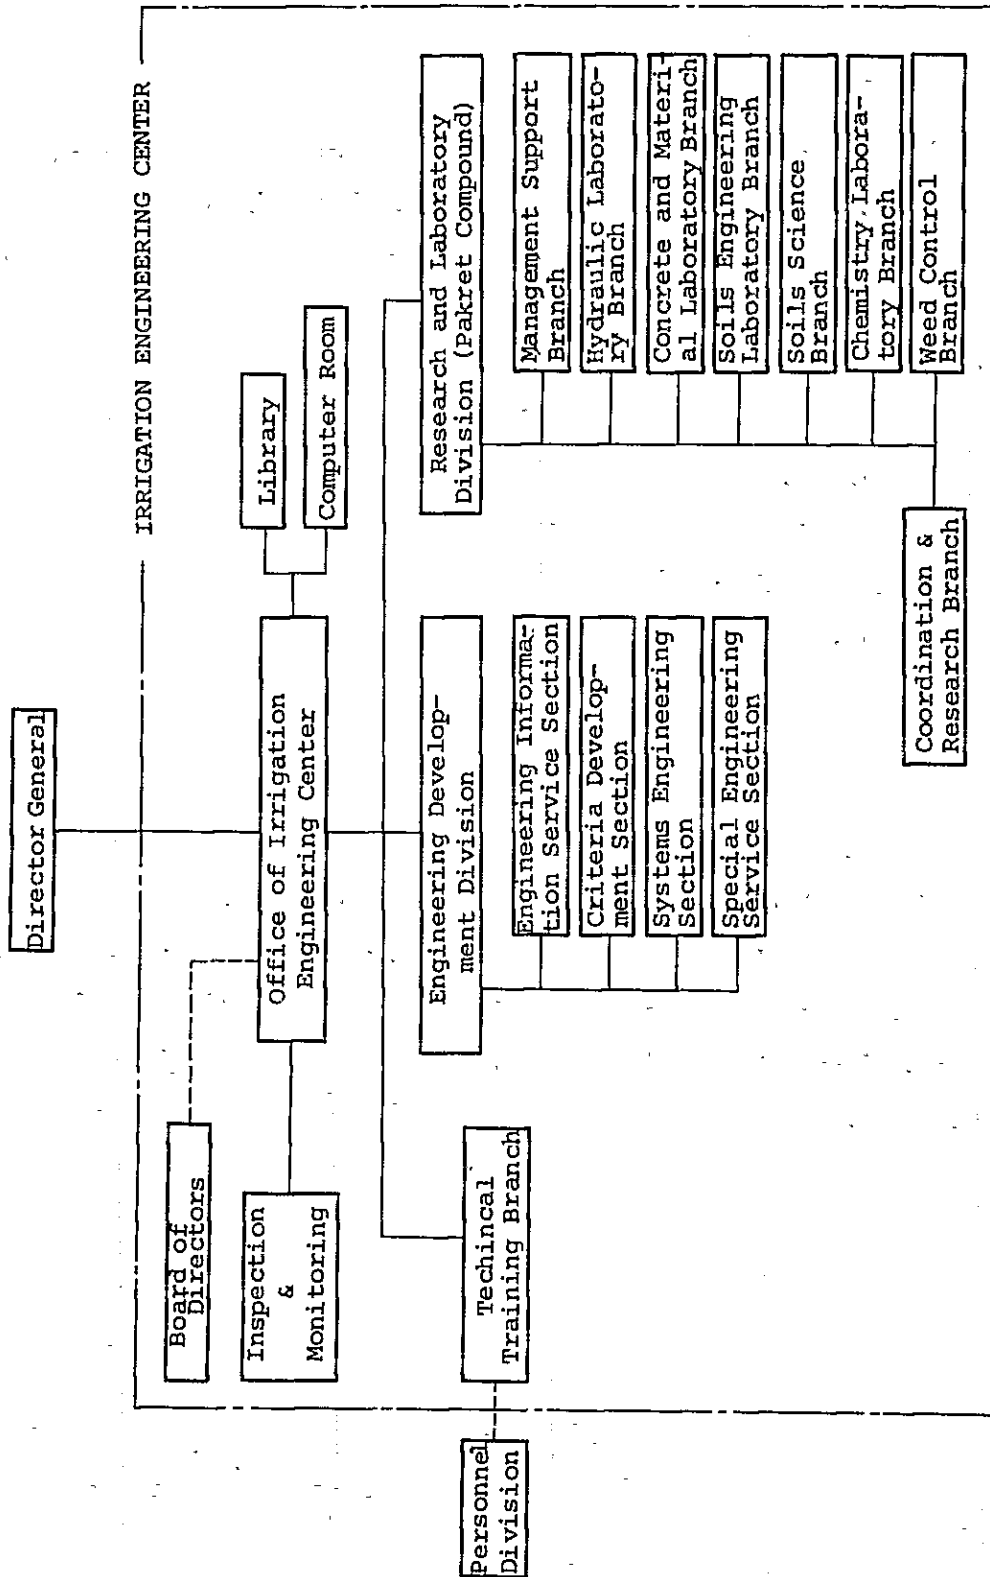 Director General
IRRIGATION ENGINEERING CENTER
Board of
Directors
Inspection
&
Monitoring
Office of Irrigation
Engineering Center
Library
Computer Room
Personnel
Division
Techincal
Training Branch
Engineering Develop-
ment Division
Engineering Informa-
tion Service Section
Criteria Develop-
ment Section
Systems Engineering
Section
Special Engineering
Service Section
Research and Laboratory
Division (Pakret Compound)
Management Support
Branch
Hydraulic Laborato-
ry Branch
Concrete and Materi-
al Laboratory Branch
Soils Engineering
Laboratory Branch
Soils Science
Branch
Chemistry Labora-
tory Branch
Weed Control
Branch
Coordination &
Research Branch